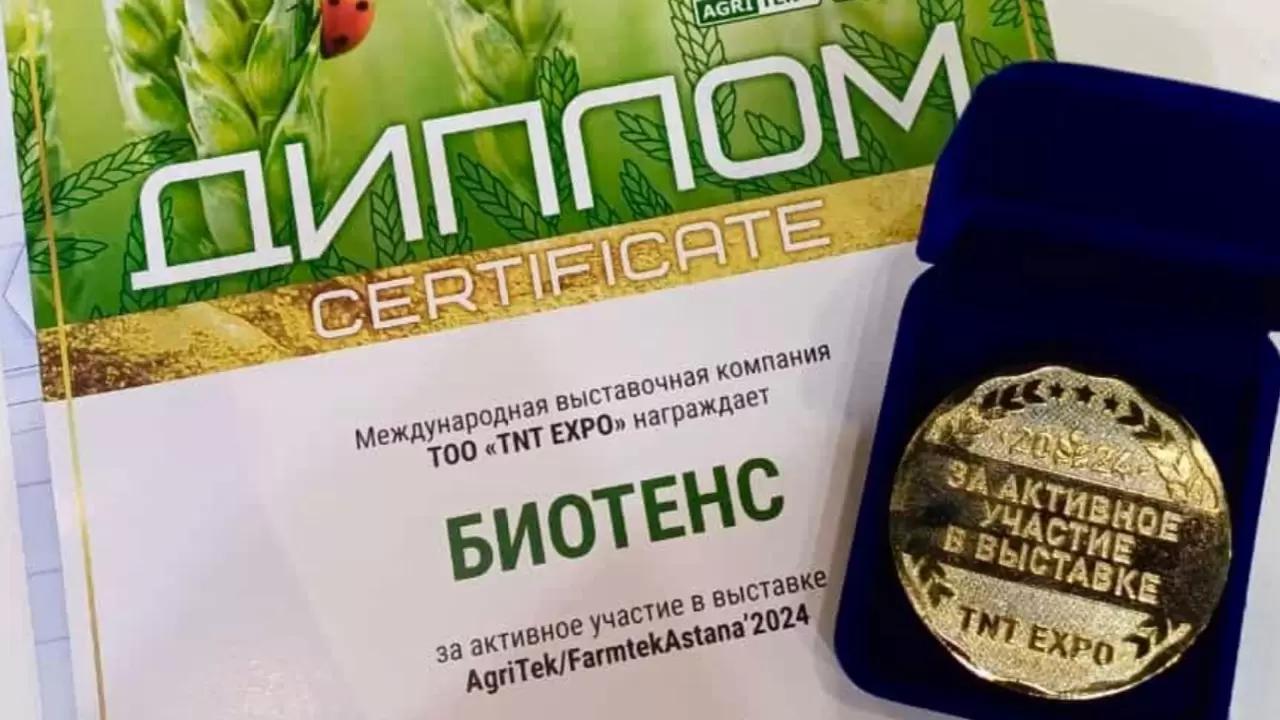 AGRI
ДИПЛОМ
CERTIFICATE
Международная выставочная компания
ТОО «TNT EXPO» награждает
БИОТЕНС
за активное участие в выставке
AgriTek/FarmtekAstana'2024
2024
ЗА АКТИВНОЕ
УЧАСТИЕ
В ВЫСТАВКЕ
TNT EXPO